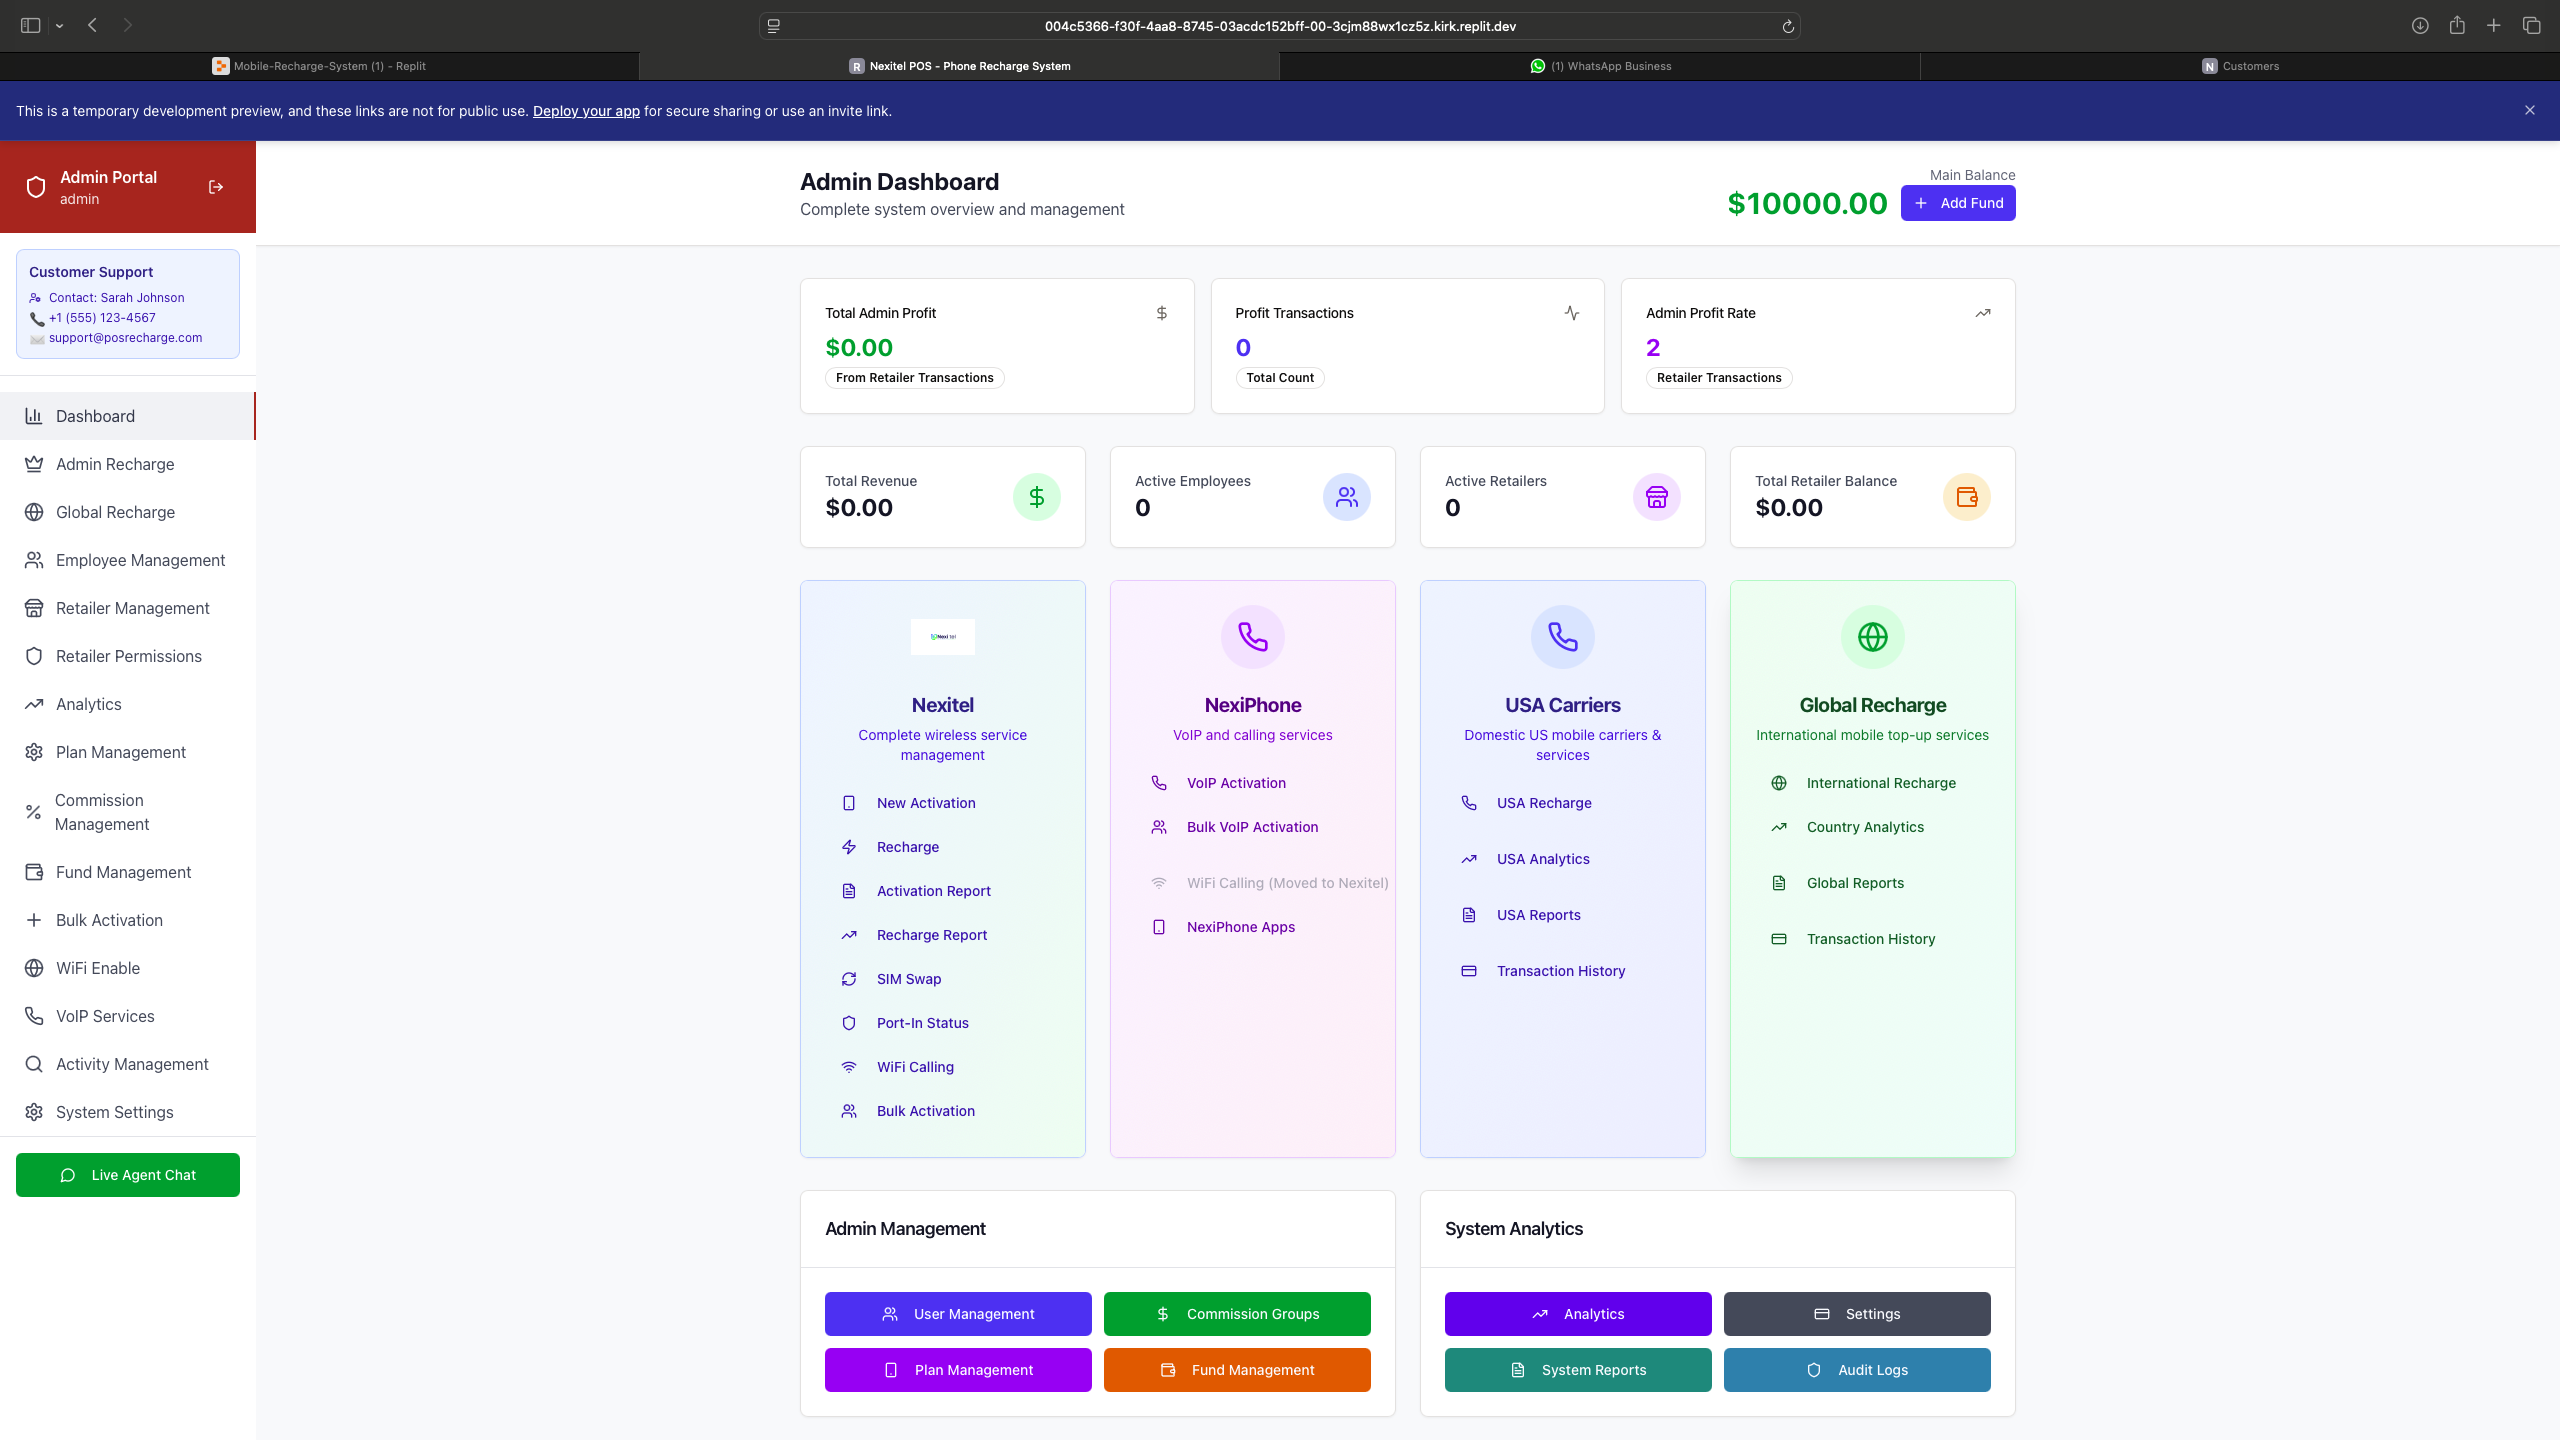 004c5366-f30f-4aa8-8745-03acdc152bff-00-3cjm88wx1cz5z.kirk.replit.dev
Mobile-Recharge-System (1) - Replit
R Nexitel POS - Phone Recharge System
(1) WhatsApp Business
N Customers
This is a temporary development preview, and these links are not for public use. Deploy your app for secure sharing or use an invite link.
Admin Portal
admin
Customer Support
Contact: Sarah Johnson
+1 (555) 123-4567
support@posrecharge.com
Dashboard
Admin Recharge
Global Recharge
Employee Management
Retailer Management
Retailer Permissions
Analytics
Plan Management
Commission
Management
Fund Management
Bulk Activation
WiFi Enable
VoIP Services
Activity Management
System Settings
Live Agent Chat
Admin Dashboard
Complete system overview and management
Main Balance
$10000.00
Add Fund
Total Admin Profit
$0.00
From Retailer Transactions
Profit Transactions
0
Total Count
Admin Profit Rate
2
Retailer Transactions
Total Revenue
$0.00
Active Employees
0
Active Retailers
0
Total Retailer Balance
$0.00
Nexi tel
Nexitel
Complete wireless service
management
New Activation
Recharge
Activation Report
Recharge Report
SIM Swap
Port-In Status
WiFi Calling
Bulk Activation
NexiPhone
VoIP and calling services
VoIP Activation
Bulk VoIP Activation
WiFi Calling (Moved to Nexitel)
NexiPhone Apps
USA Carriers
Domestic US mobile carriers &
services
USA Recharge
USA Analytics
USA Reports
Transaction History
Global Recharge
International mobile top-up services
International Recharge
Country Analytics
Global Reports
Transaction History
Admin Management
User Management
Commission Groups
Plan Management
Fund Management
System Analytics
Analytics
Settings
System Reports
Audit Logs